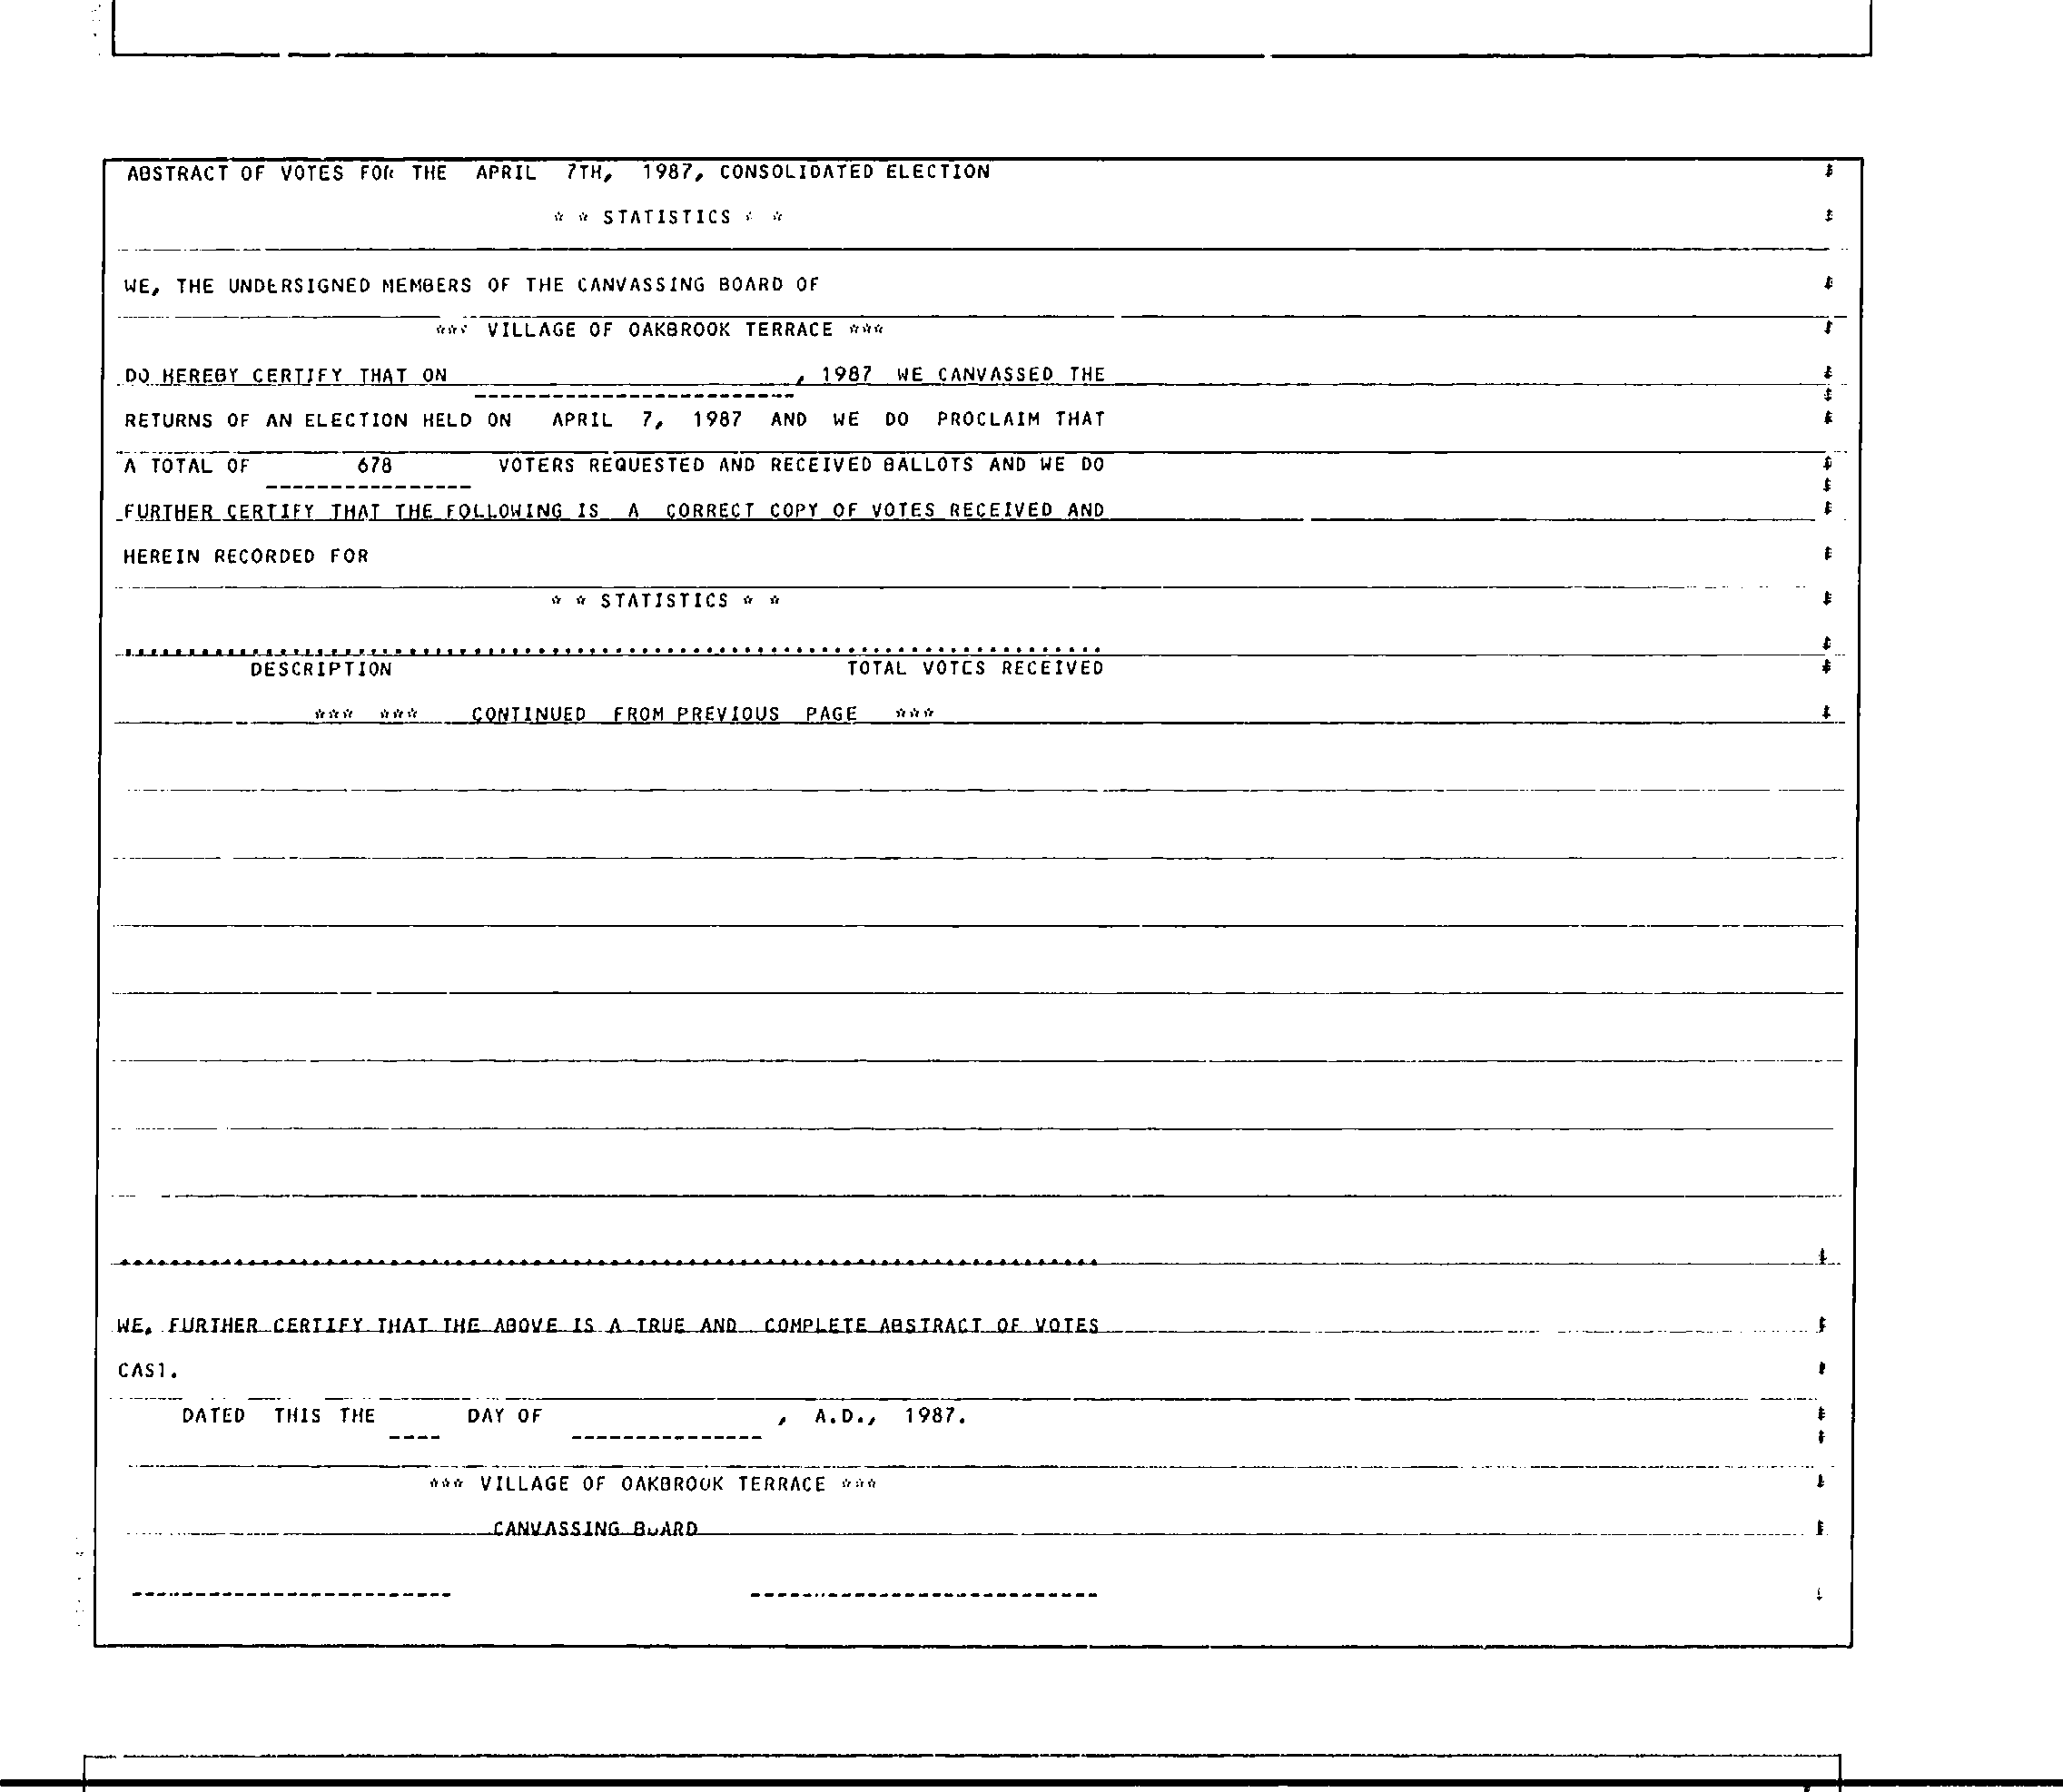 ABSTRACT OF VOTES FOR THE APRIL 7TH, 1987, CONSOLIDATED ELECTION
* * STATISTICS * *
WE, THE UNDERSIGNED MEMBERS OF THE CANVASSING BOARD OF
*** VILLAGE OF OAKBROOK TERRACE ***
DO HEREBY CERTIFY THAT ON , 1987 WE CANVASSED THE
RETURNS OF AN ELECTION HELD ON APRIL 7, 1987 AND WE DO PROCLAIM THAT
A TOTAL OF 678 VOTERS REQUESTED AND RECEIVED BALLOTS AND WE DO
FURTHER CERTIFY THAT THE FOLLOWING IS A CORRECT COPY OF VOTES RECEIVED AND
HEREIN RECORDED FOR
* * STATISTICS * *
DESCRIPTION TOTAL VOTES RECEIVED
*** *** CONTINUED FROM PREVIOUS PAGE ***
WE, FURTHER CERTIFY THAT THE ABOVE IS A TRUE AND COMPLETE ABSTRACT OF VOTES
CAST.
DATED THIS THE ---- DAY OF --------------- , A.D., 1987.
*** VILLAGE OF OAKBROOK TERRACE ***
CANVASSING BOARD